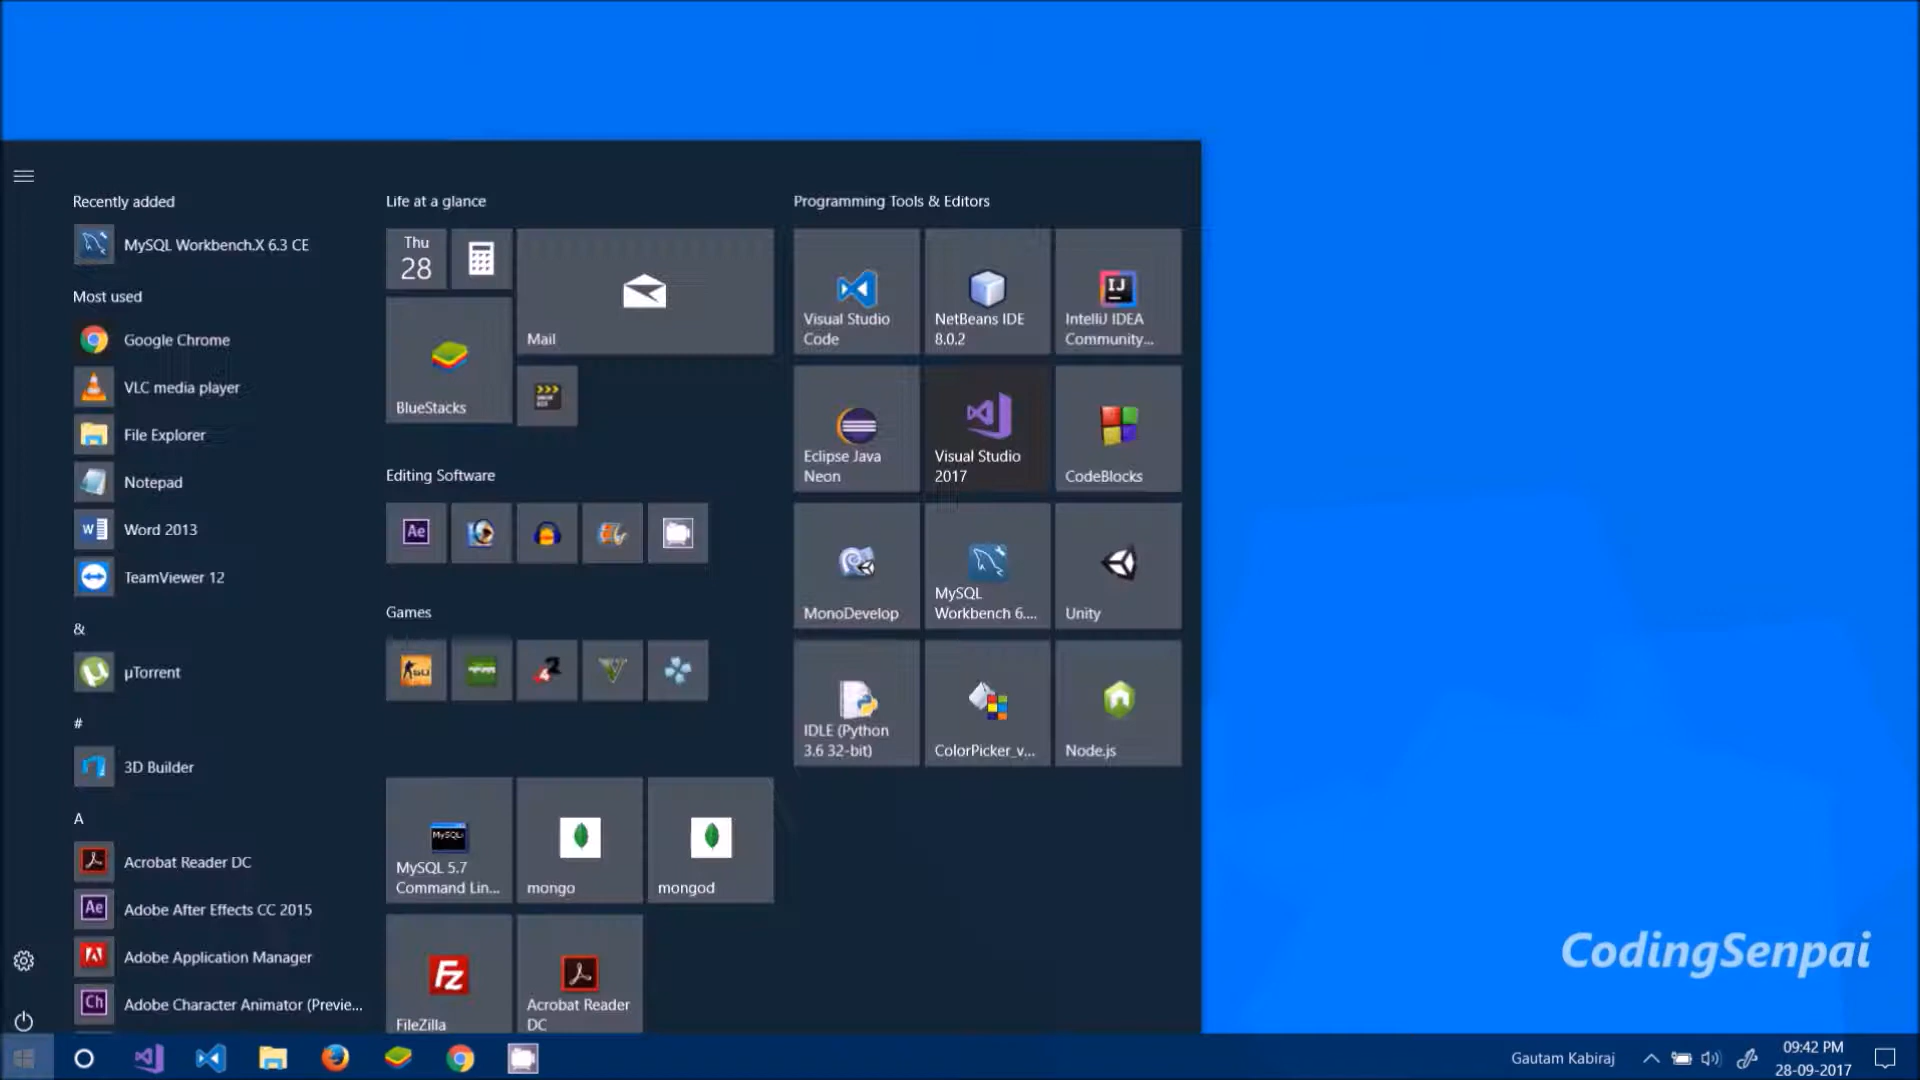 Recently added
MySQL Workbench.X 6.3 CE
Most used
Google Chrome
VLC media player
File Explorer
Notepad
Word 2013
TeamViewer 12
&
µTorrent
#
3D Builder
A
Acrobat Reader DC
Adobe After Effects CC 2015
Adobe Application Manager
Adobe Character Animator (Previe...
Life at a glance
Thu
28
Mail
BlueStacks
Editing Software
Ae
Games
MySQL 5.7
Command Lin...
mongo
mongod
FileZilla
Acrobat Reader
DC
Programming Tools & Editors
Visual Studio
Code
NetBeans IDE
8.0.2
IntelliJ IDEA
Community...
Eclipse Java
Neon
Visual Studio
2017
CodeBlocks
MonoDevelop
MySQL
Workbench 6....
Unity
IDLE (Python
3.6 32-bit)
ColorPicker_v...
Node.js
CodingSenpai
Gautam Kabiraj
09:42 PM
28-09-2017